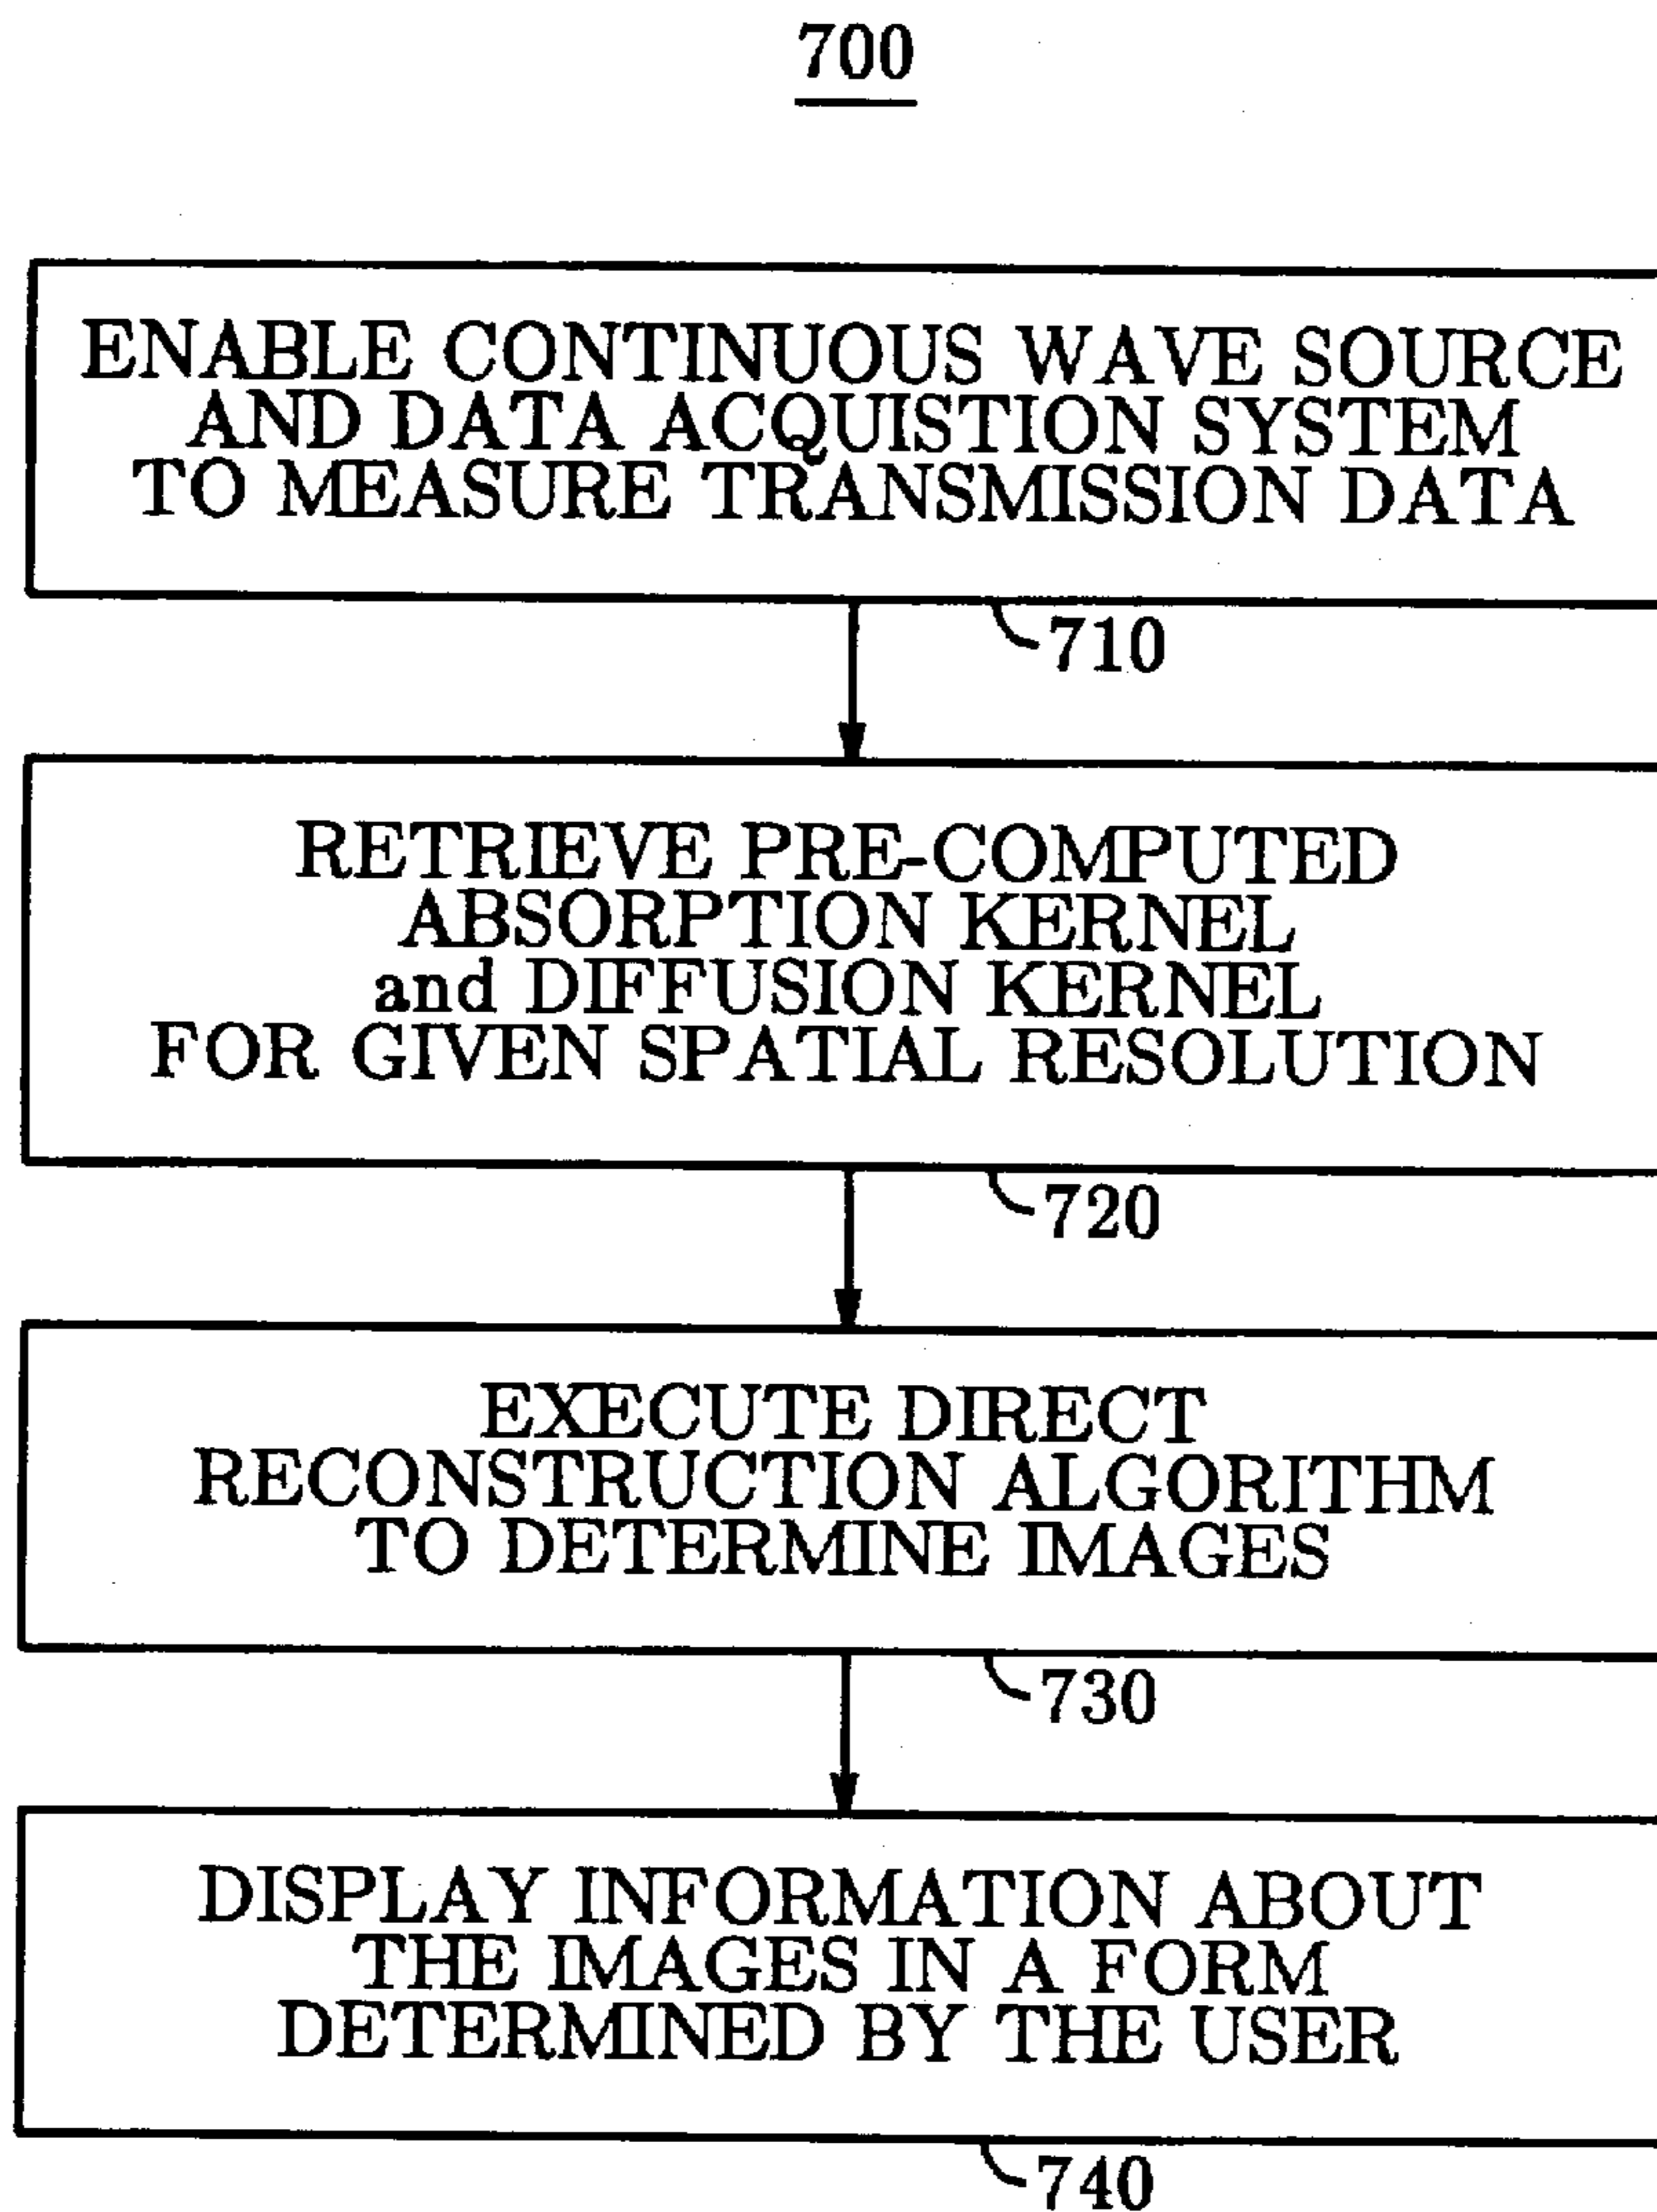 700
ENABLE CONTINUOUS WAVE SOURCE
AND DATA ACQUISTION SYSTEM
TO MEASURE TRANSMISSION DATA
710
RETRIEVE PRE-COMPUTED
ABSORPTION KERNEL
and DIFFUSION KERNEL
FOR GIVEN SPATIAL RESOLUTION
720
EXECUTE DIRECT
RECONSTRUCTION ALGORITHM
TO DETERMINE IMAGES
730
DISPLAY INFORMATION ABOUT
THE IMAGES IN A FORM
DETERMINED BY THE USER
740